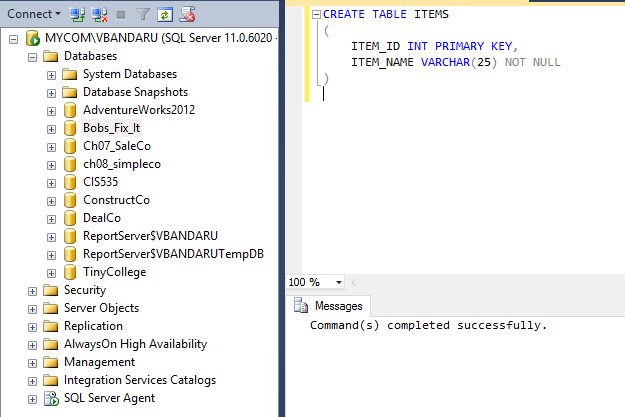 Connect
MYCOM\VBANDARU (SQL Server 11.0.6020 -
Databases
System Databases
Database Snapshots
AdventureWorks2012
Bobs_Fix_It
Ch07_SaleCo
ch08_simpleco
CIS535
ConstructCo
DealCo
ReportServer$VBANDARU
ReportServer$VBANDARUTempDB
TinyCollege
Security
Server Objects
Replication
AlwaysOn High Availability
Management
Integration Services Catalogs
SQL Server Agent
CREATE TABLE ITEMS
(
ITEM_ID INT PRIMARY KEY,
ITEM_NAME VARCHAR(25) NOT NULL
)
100 %
Messages
Command(s) completed successfully.